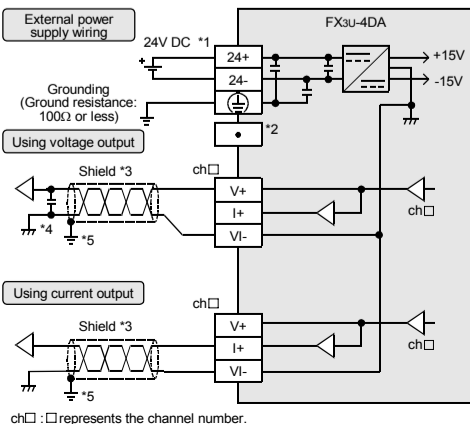 External power
supply wiring
FX3U-4DA
24V DC *1
24+
+15V
24-
-15V
Grounding
(Ground resistance:
100Ω or less)
*2
Using voltage output
Shield *3
ch□
V+
I+
ch□
VI-
*4
*5
Using current output
ch□
Shield *3
V+
I+
ch□
VI-
*5
ch□ : □ represents the channel number.